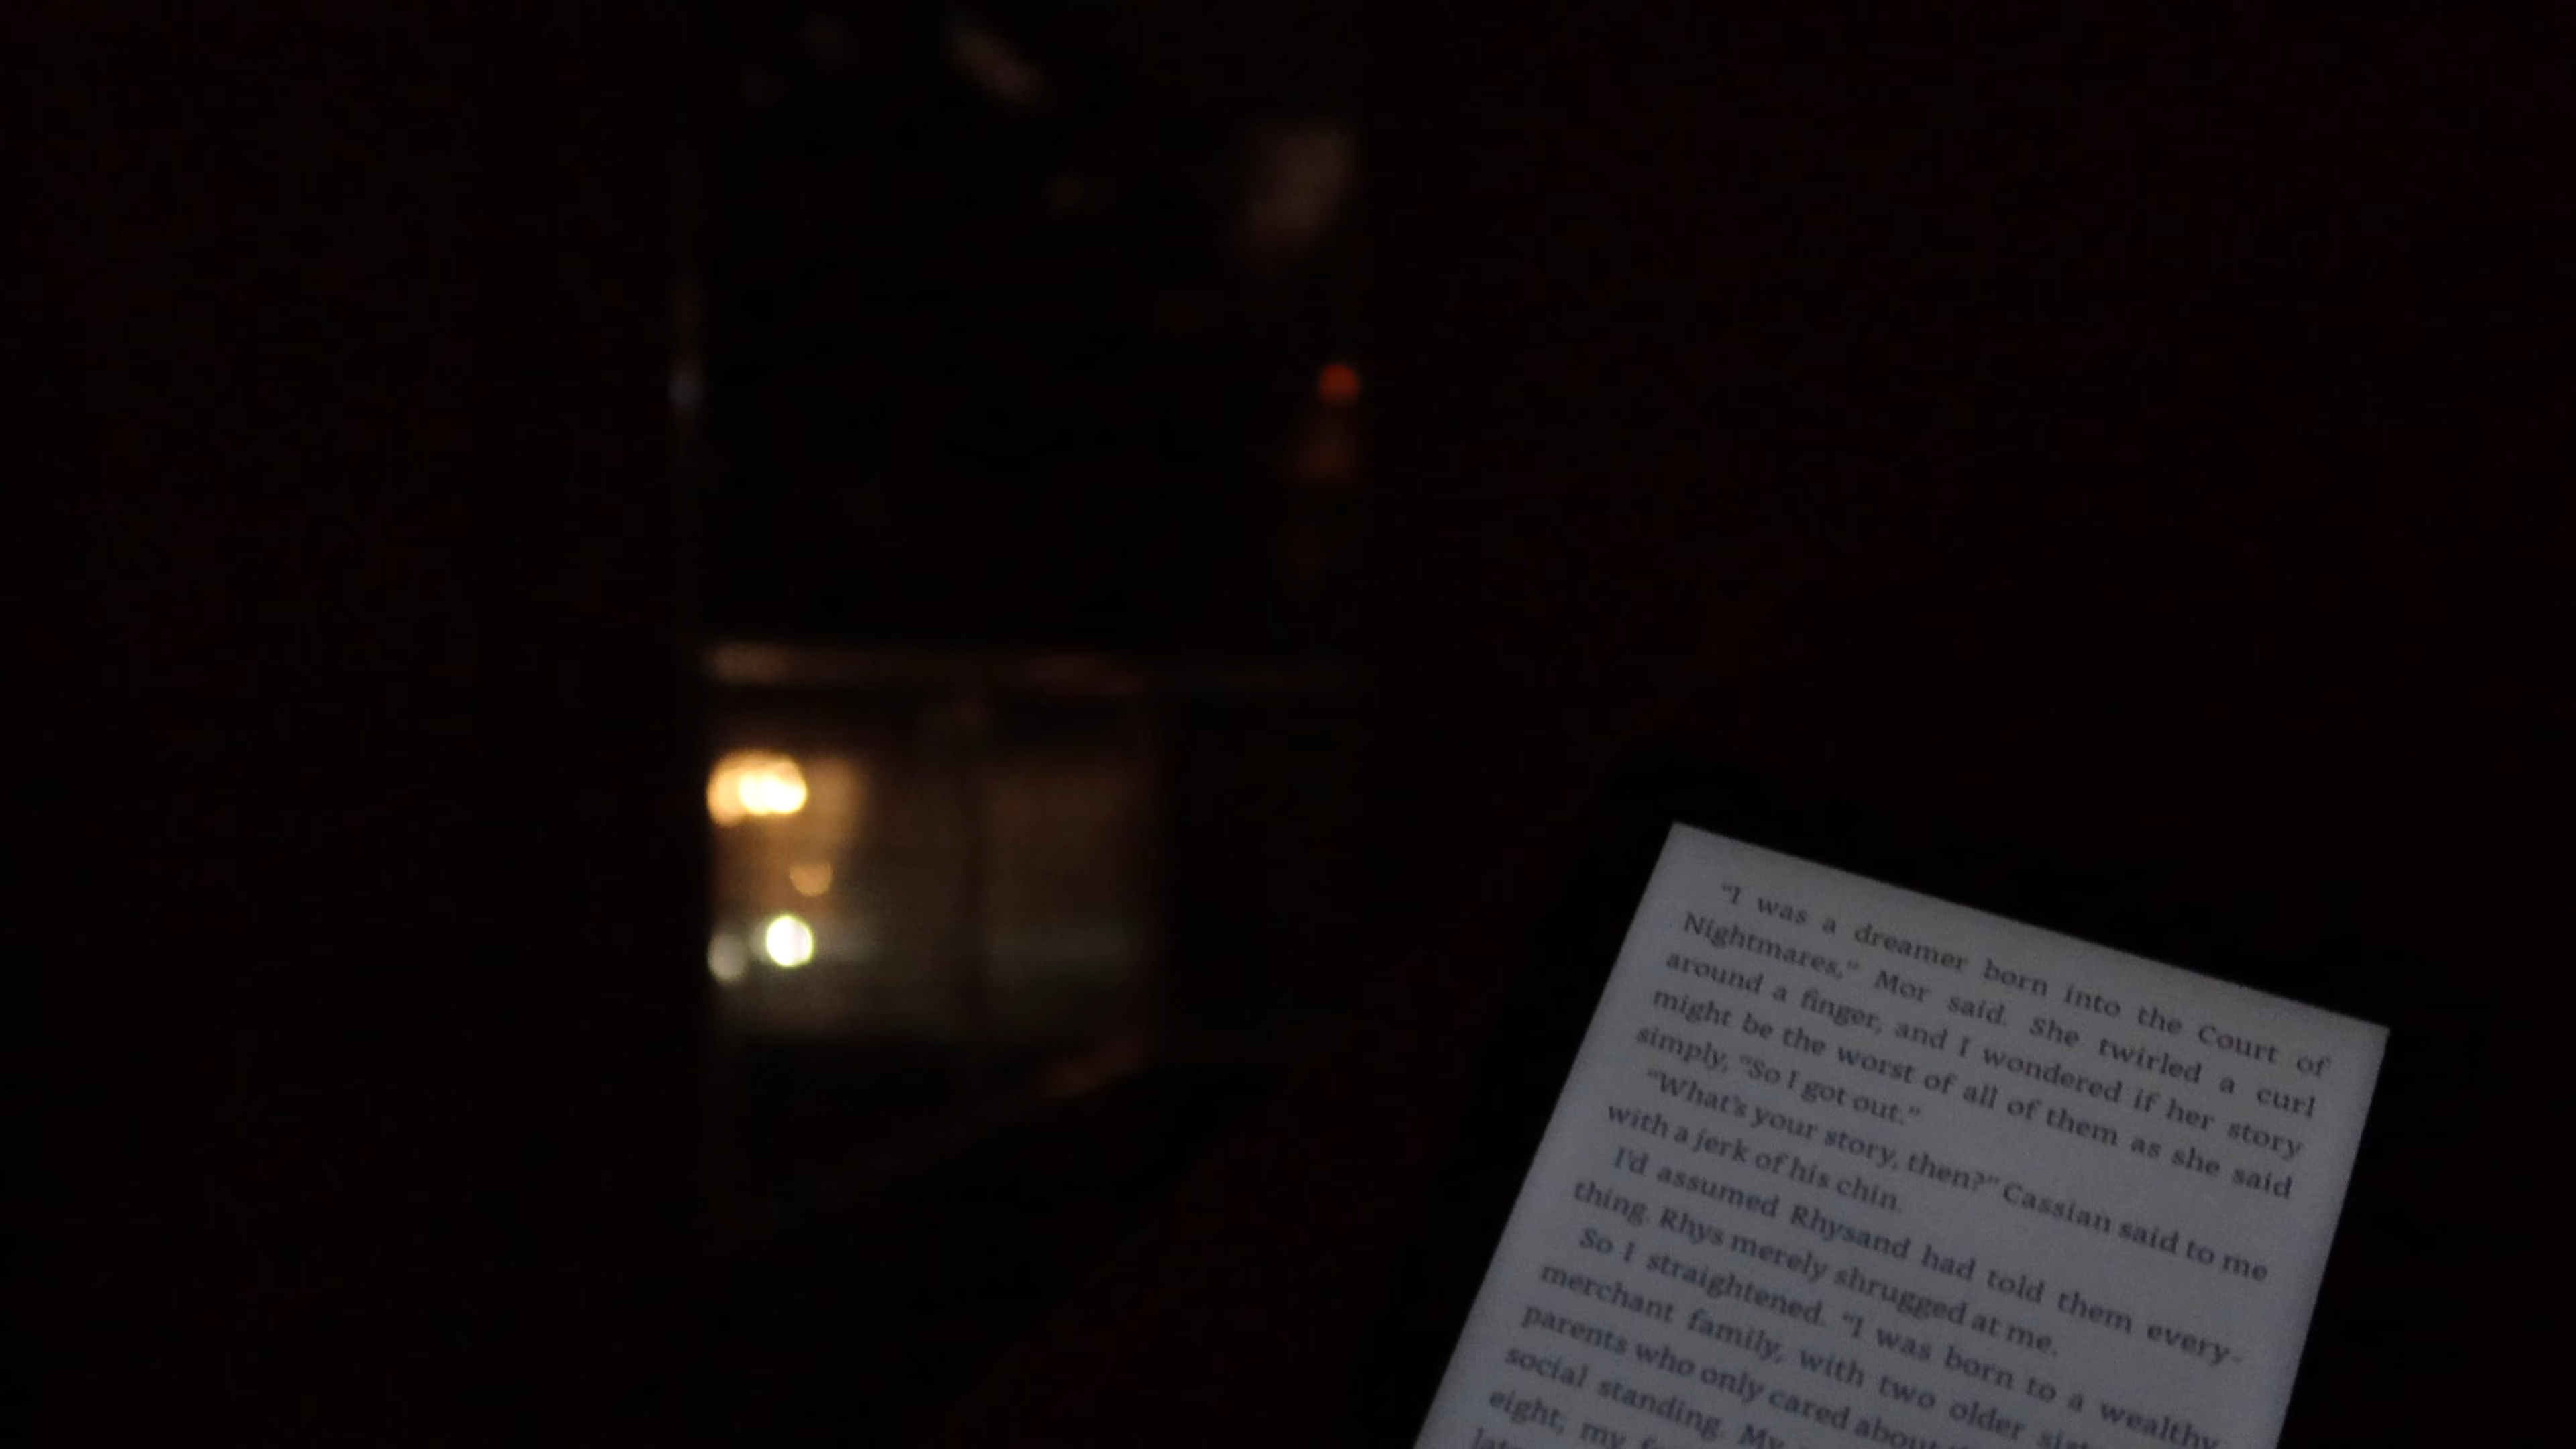 “I was a dreamer born into the Court of
Nightmares,” Mor said. She twirled a curl
around a finger, and I wondered if her story
might be the worst of all of them as she said
simply, “So I got out.”
“What’s your story, then?” Cassian said to me
with a jerk of his chin.
I’d assumed Rhysand had told them every-
thing. Rhys merely shrugged at me.
So I straightened. “I was born to a wealthy
merchant family, with two older
parents who only cared about
social standing. My
eight; my